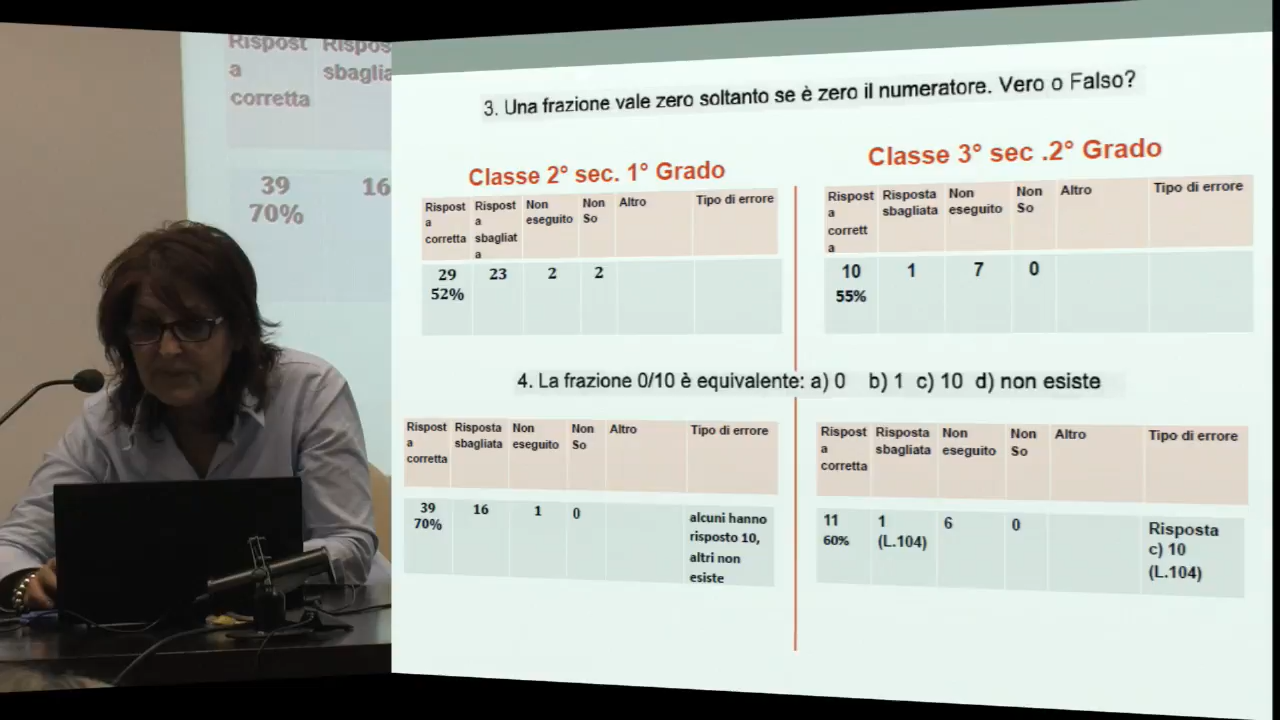 Rispost Rispos
a sbaglia
corretta
39 16
70%
3. Una frazione vale zero soltanto se è zero il numeratore. Vero o Falso?
Classe 2° sec. 1° Grado
Rispost
a
corretta
Rispost
a
sbagliat
a
Non
eseguito
Non
So
Altro
Tipo di errore
29
52%
23
2
2
Classe 3° sec .2° Grado
Rispost
a
corrett
a
Risposta
sbagliata
Non
eseguito
Non
So
Altro
Tipo di errore
10
55%
1
7
0
4. La frazione 0/10 è equivalente: a) 0 b) 1 c) 10 d) non esiste
Rispost
a
corretta
Risposta
sbagliata
Non
eseguito
Non
So
Altro
Tipo di errore
39
70%
16
1
0
alcuni hanno
risposto 10,
altri non
esiste
Rispost
a
corretta
Risposta
sbagliata
Non
eseguito
Non
So
Altro
Tipo di errore
11
60%
1
(L.104)
6
0
Risposta
c) 10
(L.104)